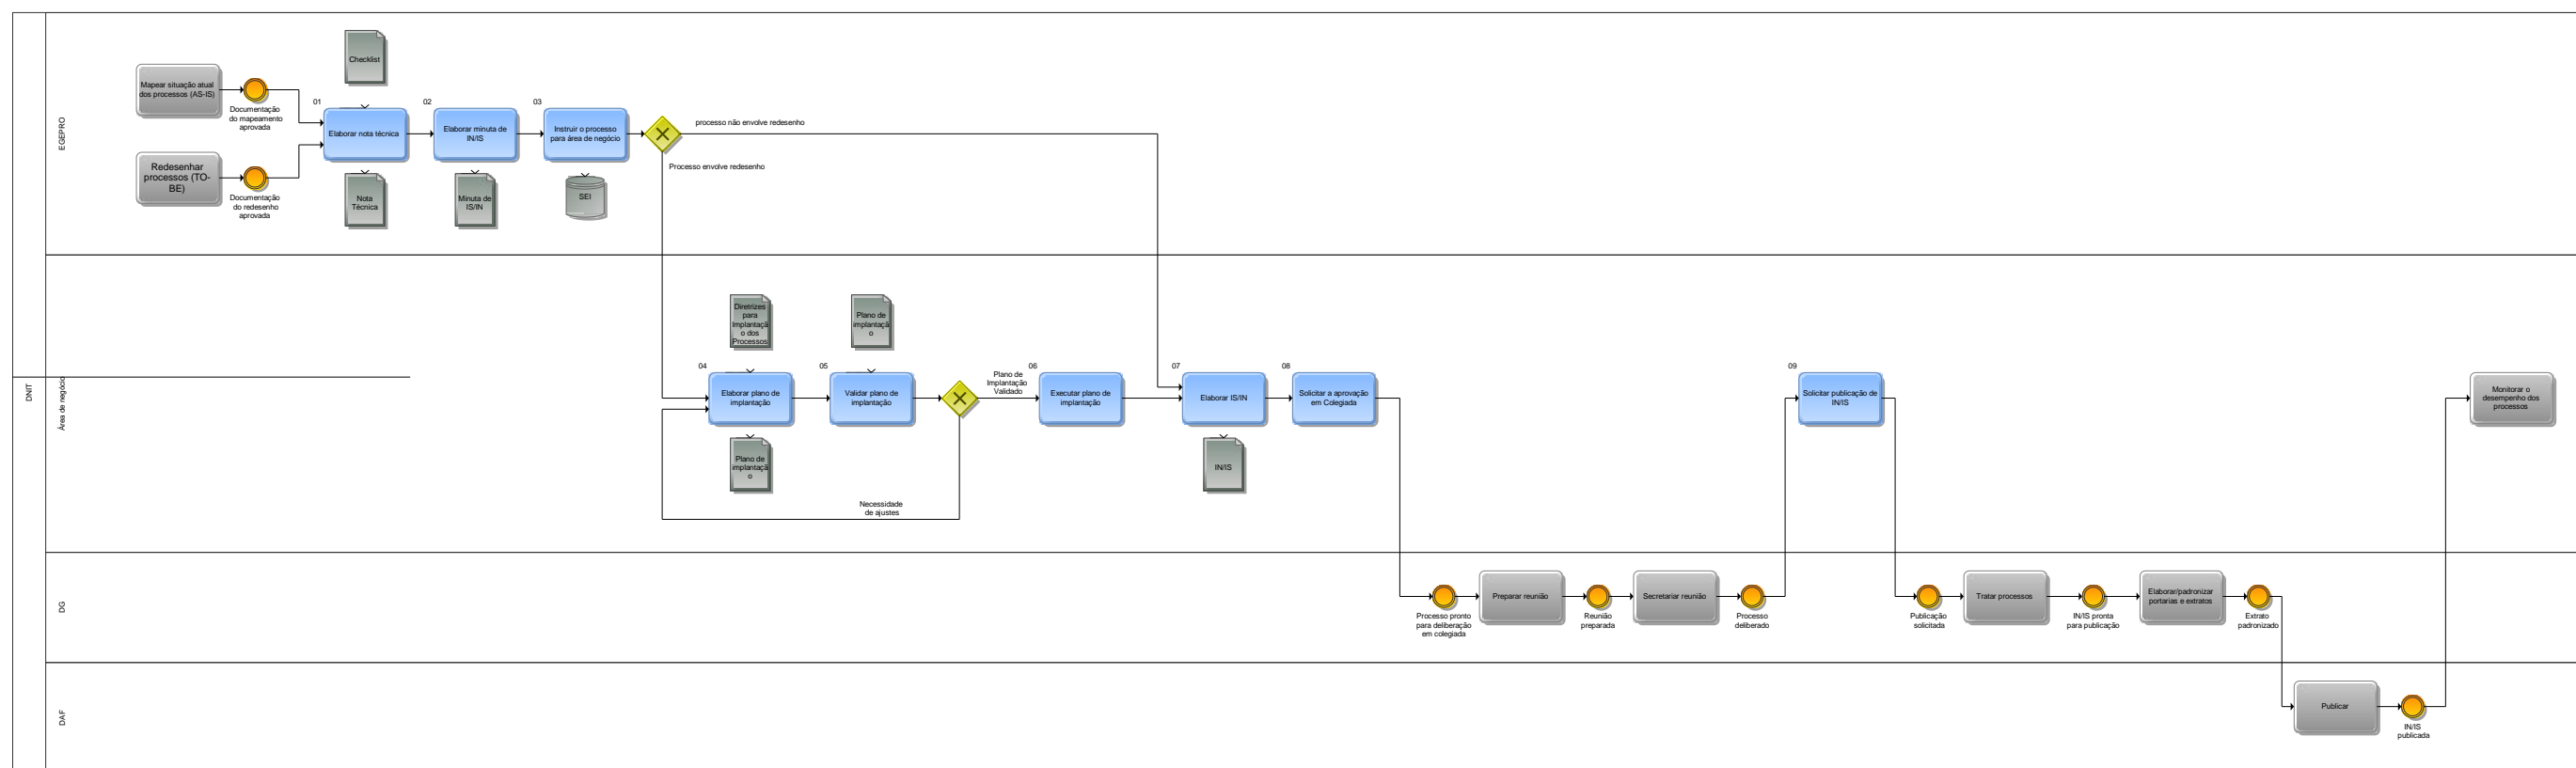 DNIT
EGEPRO
Checklist
Mapear situação atual
dos processos (AS-IS)
Documentação
do mapeamento
aprovada
Redesenhar
processos (TO-
BE)
Documentação
do redesenho
aprovada
01
Elaborar nota técnica
Nota
Técnica
02
Elaborar minuta de
IN/IS
Minuta de
IS/IN
03
Instruir o processo
para área de negócio
SEI
processo não envolve redesenho
Processo envolve redesenho
Área de negócio
Diretrizes
para
Implantaçã
o dos
Processos
04
Elaborar plano de
implantação
Plano de
implantaçã
o
Plano de
implantaçã
o
05
Validar plano de
implantação
Necessidade
de ajustes
Plano de
Implantação
Validado
06
Executar plano de
implantação
07
Elaborar IS/IN
IN/IS
08
Solicitar a aprovação
em Colegiada
09
Solicitar publicação de
IN/IS
Monitorar o
desempenho dos
processos
DG
Processo pronto
para deliberação
em colegiada
Preparar reunião
Reunião
preparada
Secretariar reunião
Processo
deliberado
Publicação
solicitada
Tratar processos
IN/IS pronta
para publicação
Elaborar/padronizar
portarias e extratos
Extrato
padronizado
DAF
Publicar
IN/IS
publicada